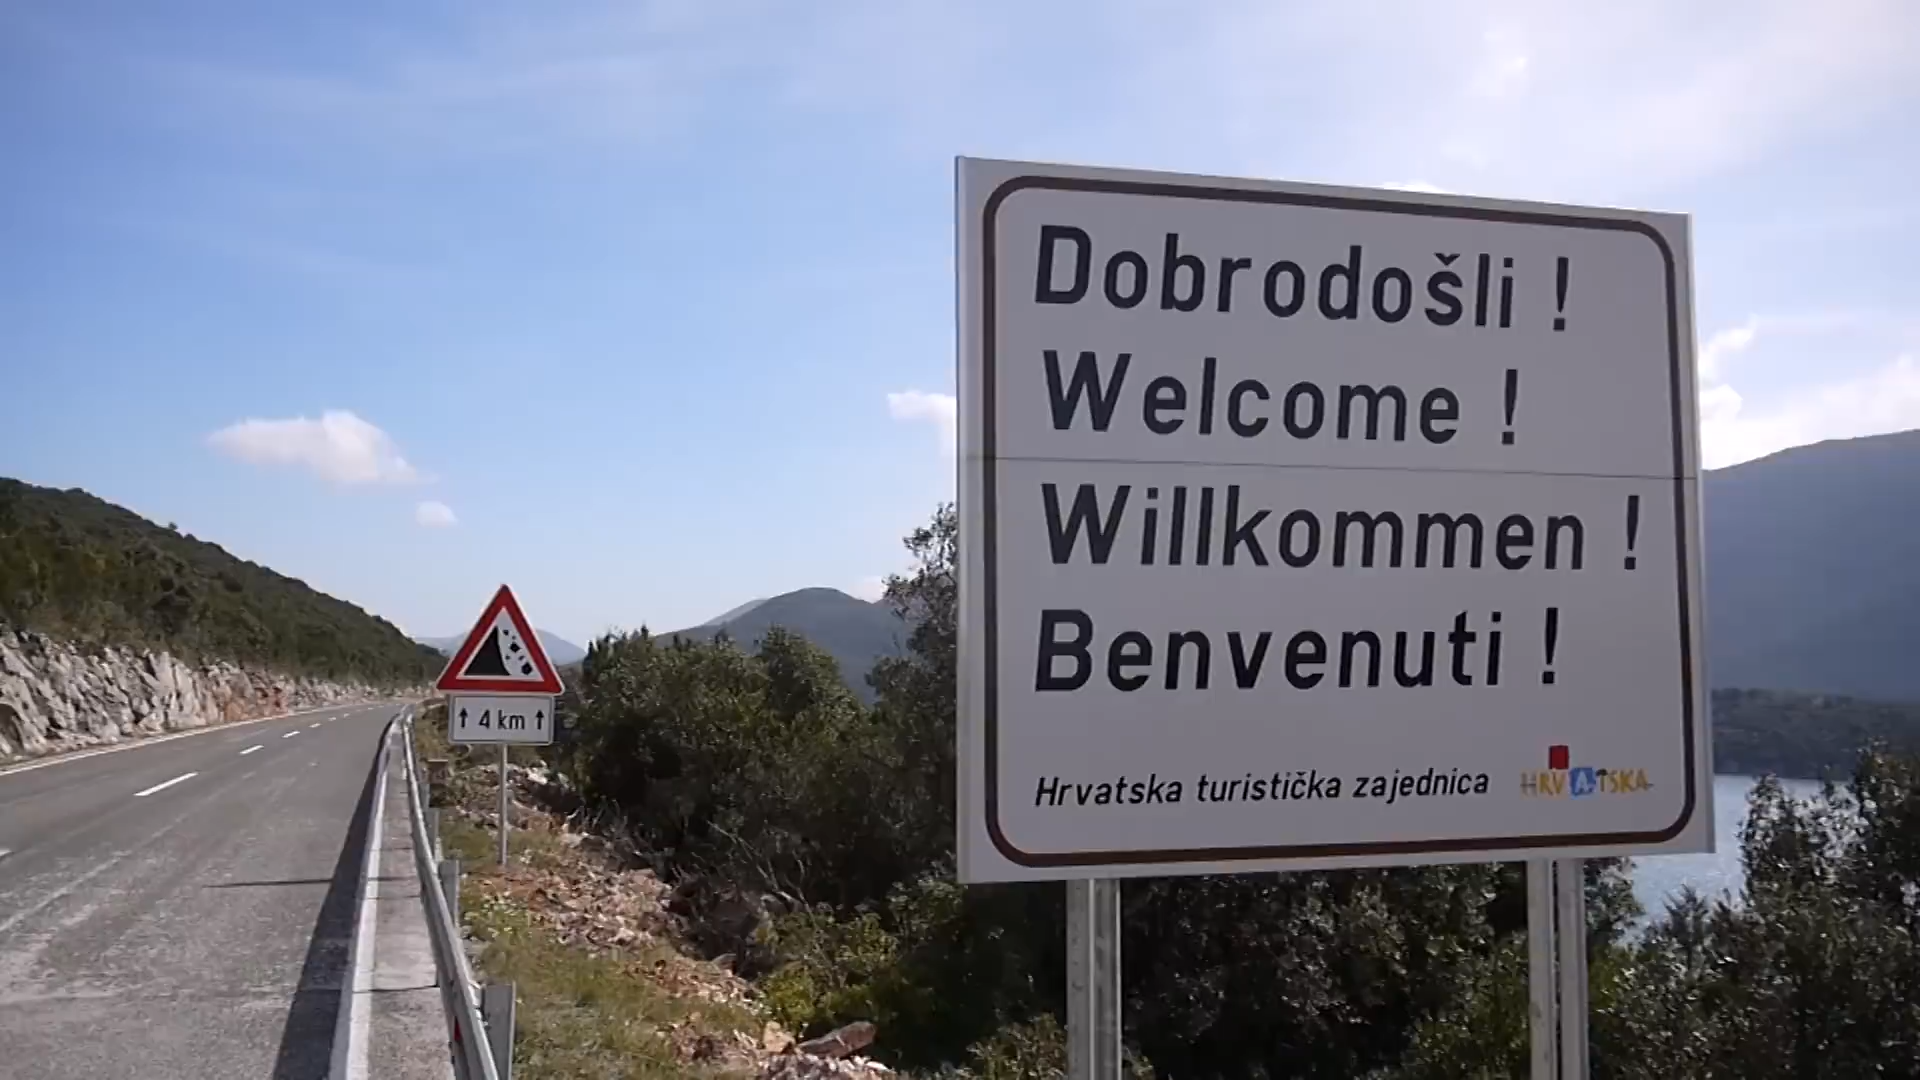 Dobrodošli !
Welcome !
Willkommen !
Benvenuti !
Hrvatska turistička zajednica
HRVATSKA
↑ 4 km ↑